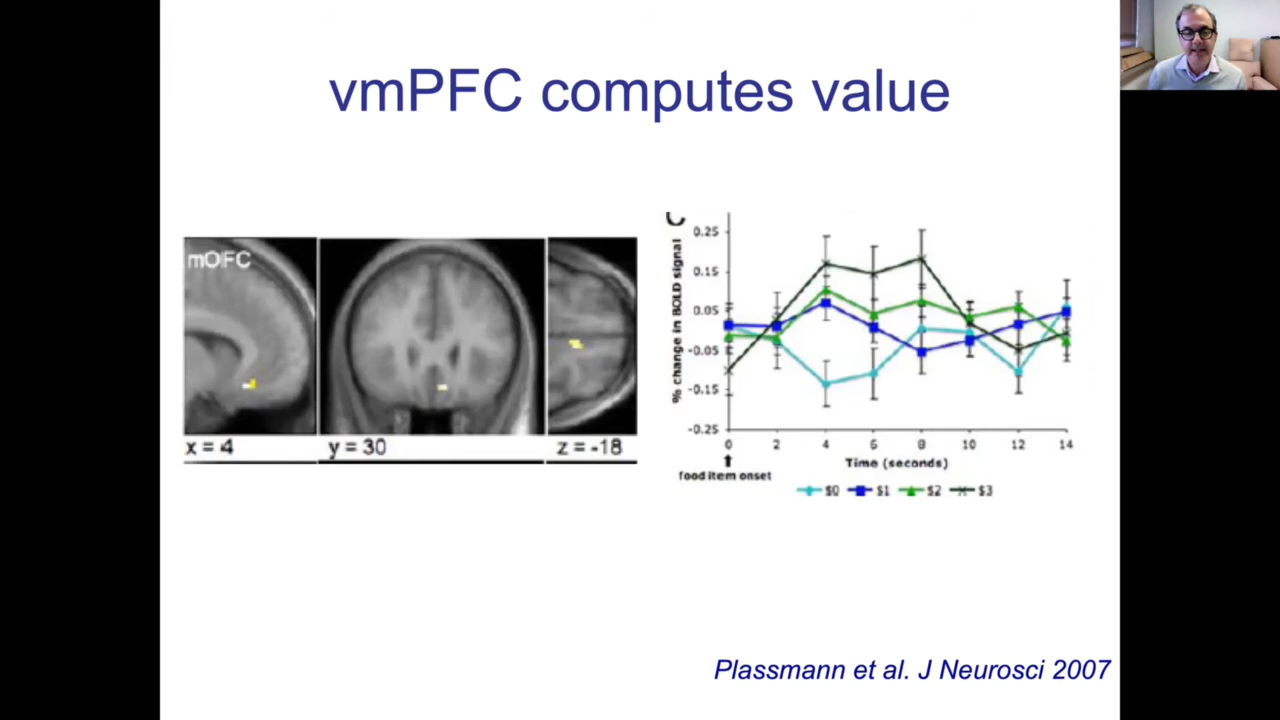 vmPFC computes value
mOFC
x = 4
y = 30
z = -18
C
% change in BOLD signal
0.25
0.15
0.05
-0.05
-0.15
-0.25
0 2 4 6 8 10 12 14
Time (seconds)
food item onset
$0 $1 $2 $3
Plassmann et al. J Neurosci 2007